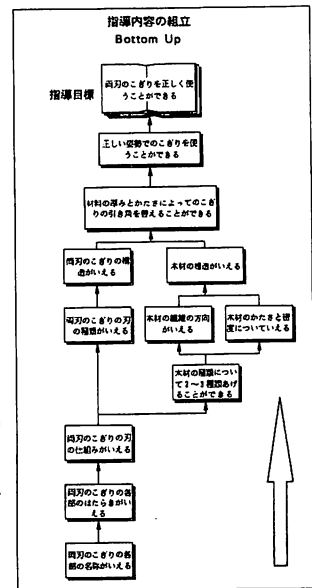 指導内容の組立
Bottom Up
指導目標
両刃のこぎりを正しく使
うことができる
正しい姿勢でのこぎりを使
うことができる
材料の厚みとかたさによってのこぎ
りの引き角を替えることができる
両刃のこぎりの構
造がいえる
木材の構造がいえる
両刃のこぎりの刃
の種類がいえる
木材の繊維の方向
がいえる
木材のかたさと密
度についていえる
木材の種類につい
て2〜3種類あげ
ることができる
両刃のこぎりの刃
の仕組みがいえる
両刃のこぎりの各
部のはたらきがい
える
両刃のこぎりの各
部の名称がいえる